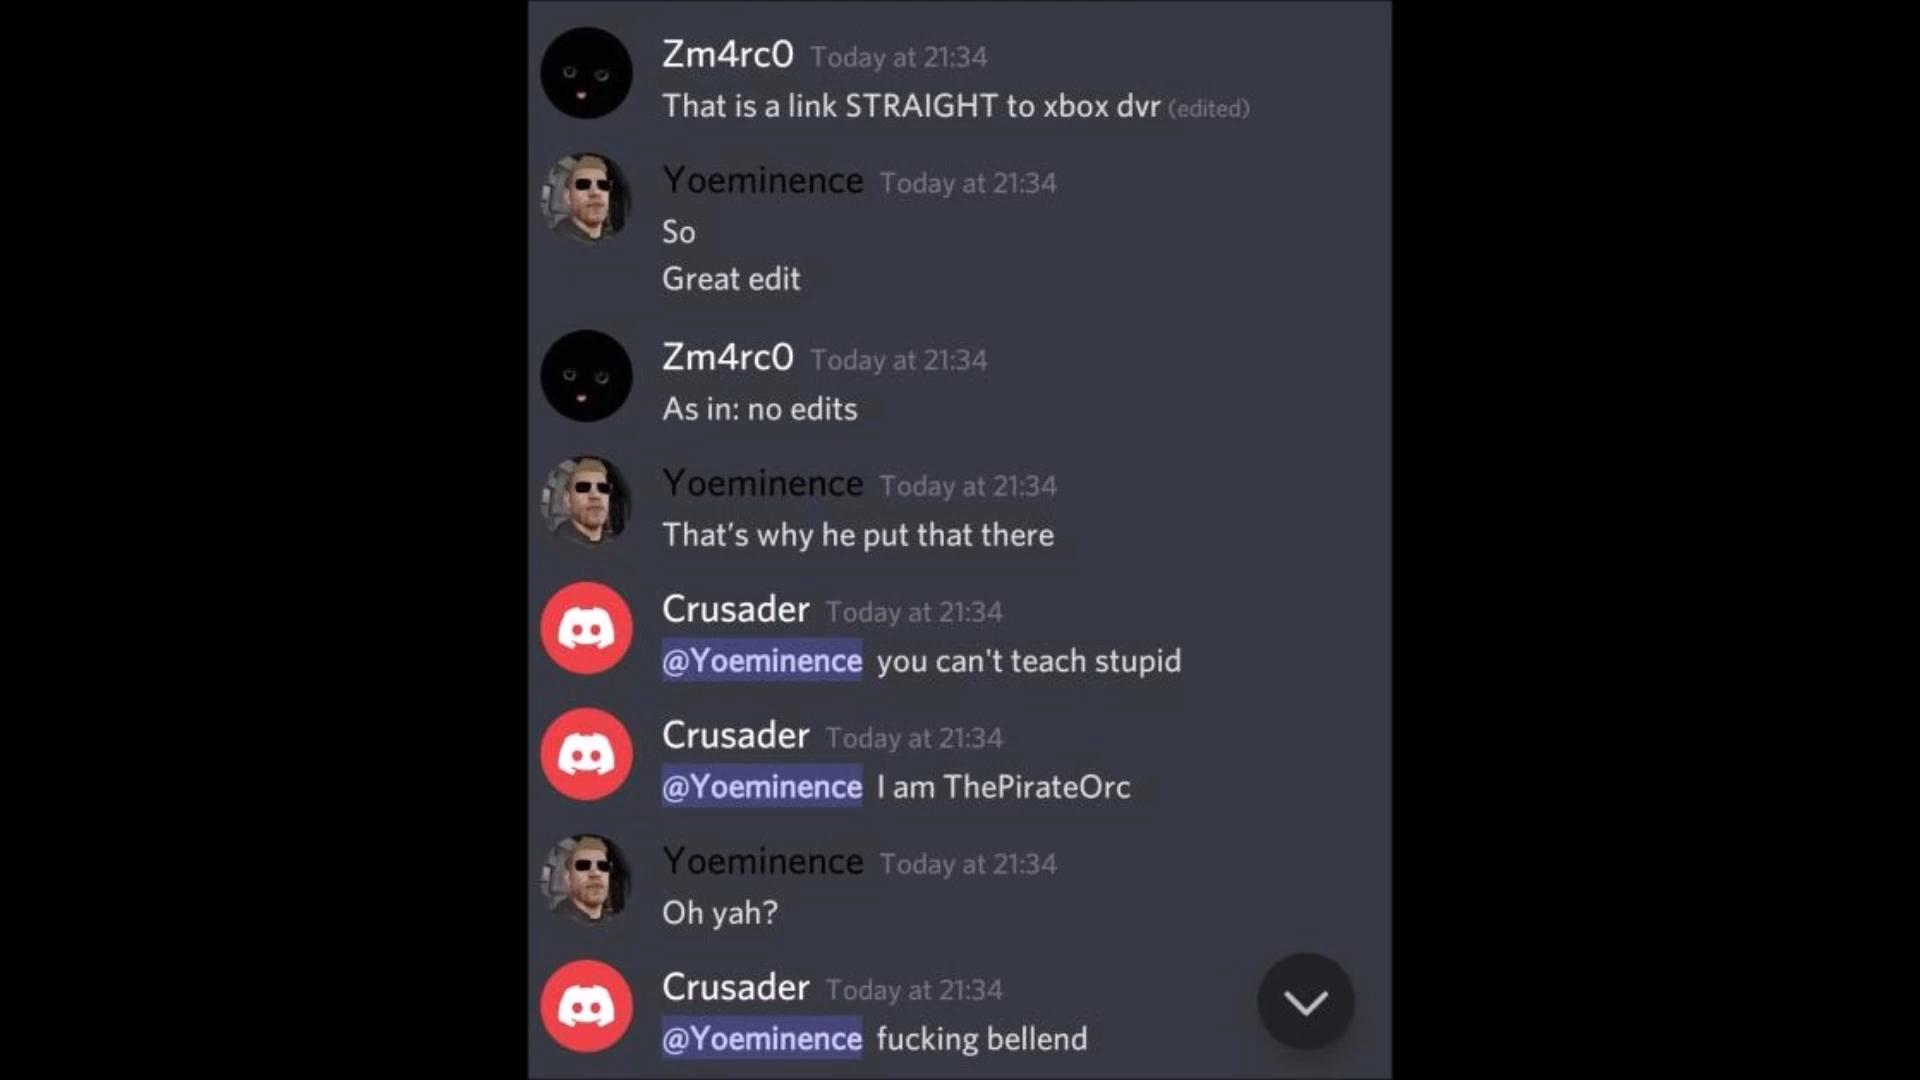 Zm4rc0 Today at 21:34
That is a link STRAIGHT to xbox dvr (edited)
Yoeminence Today at 21:34
So
Great edit
Zm4rc0 Today at 21:34
As in: no edits
Yoeminence Today at 21:34
That’s why he put that there
Crusader Today at 21:34
@Yoeminence you can't teach stupid
Crusader Today at 21:34
@Yoeminence I am ThePirateOrc
Yoeminence Today at 21:34
Oh yah?
Crusader Today at 21:34
@Yoeminence fucking bellend